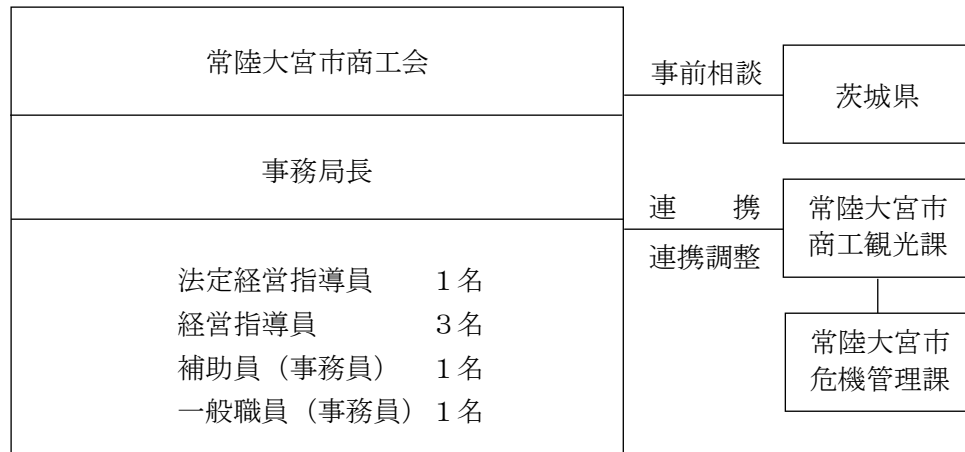 常陸大宮市商工会
事務局長
法定経営指導員　　１名
経営指導員　　　　３名
補助員（事務員）　１名
一般職員（事務員）１名
事前相談
茨城県
連　　携
連携調整
常陸大宮市
商工観光課
常陸大宮市
危機管理課